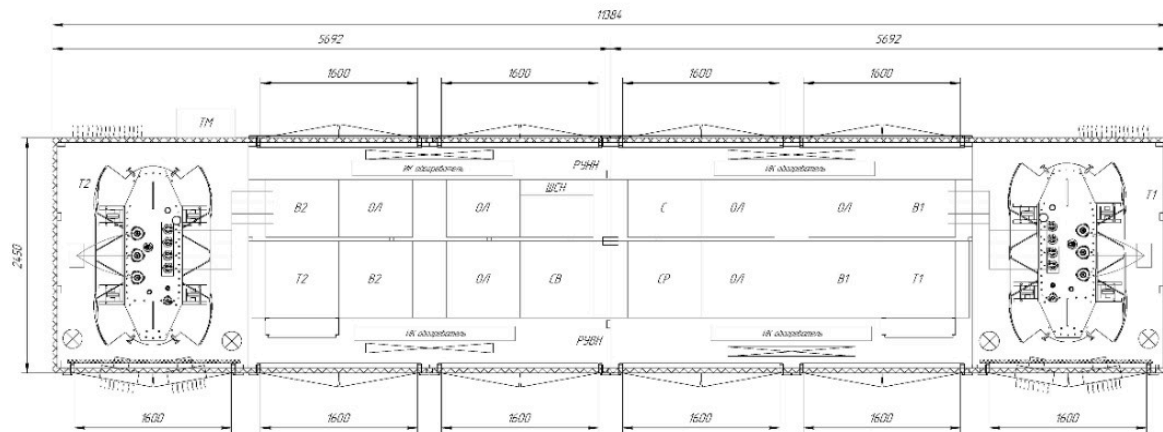 11384
5692 5692
1600 1600 1600 1600
ТМ
2450
РУНН
ИК обогреватель ИК обогреватель
Т2 Т1
ШСН
В2 ОЛ ОЛ С ОЛ ОЛ В1
Т2 В2 ОЛ СВ СР ОЛ В1 Т1
ИК обогреватель ИК обогреватель
РУВН
1600 1600 1600 1600 1600 1600